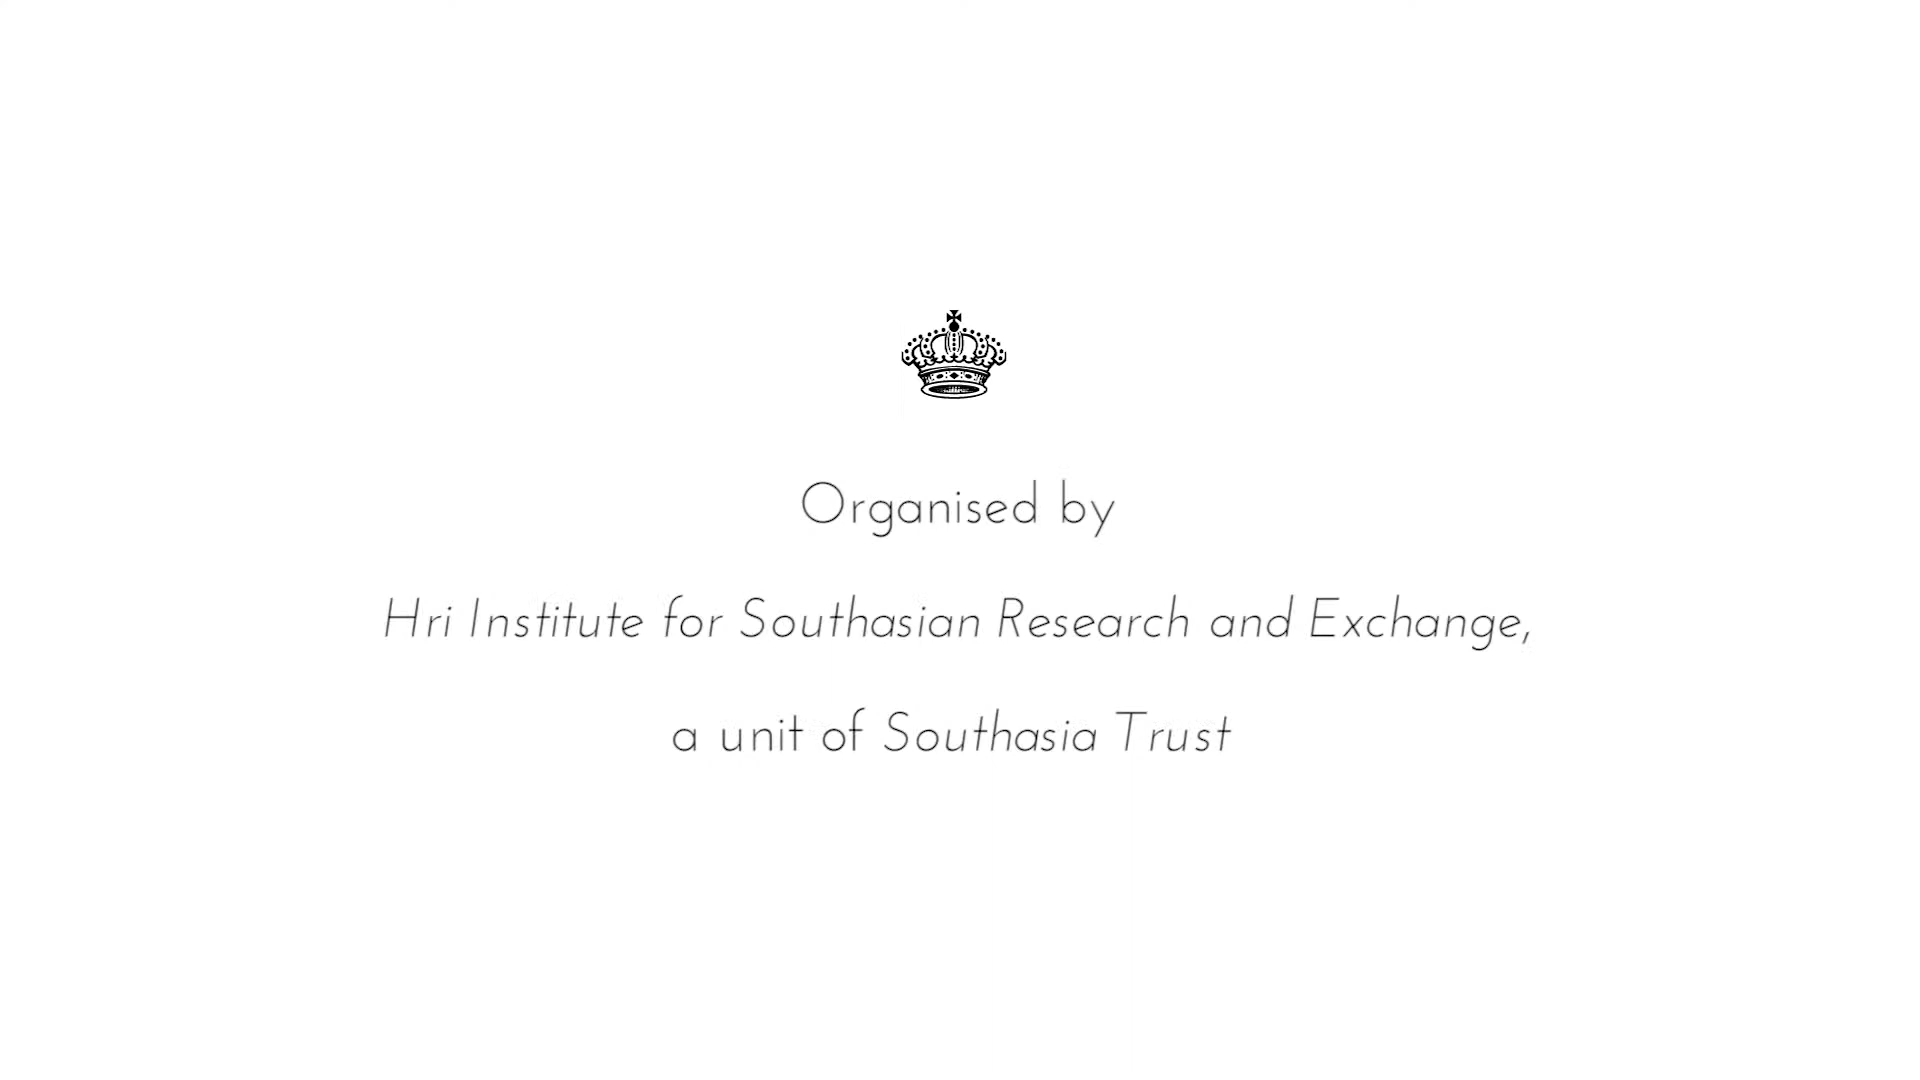 Organised by
Hri Institute for Southasian Research and Exchange,
a unit of Southasia Trust